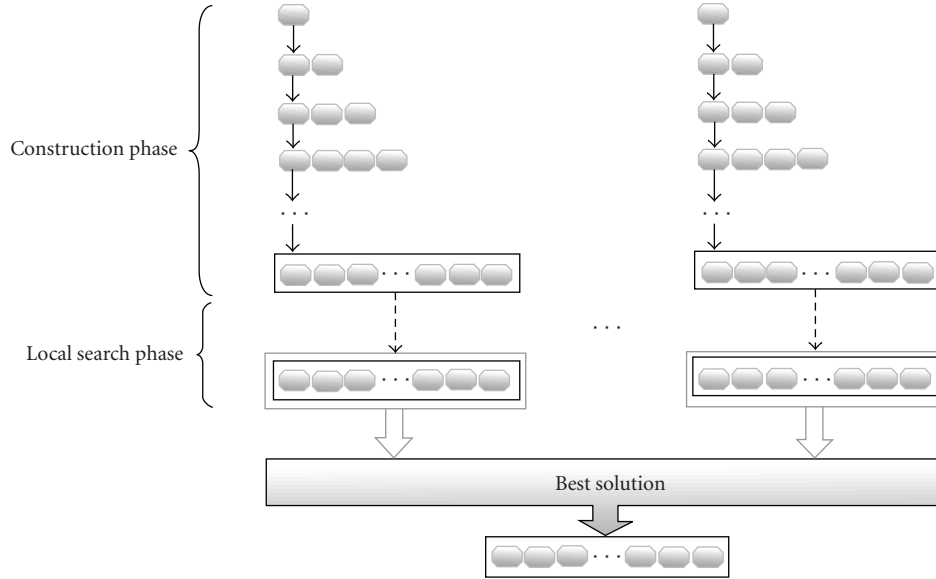 Construction phase
. . .
. . .
. . .
. . .
Local search phase
. . .
. . .
. . .
Best solution
. . .